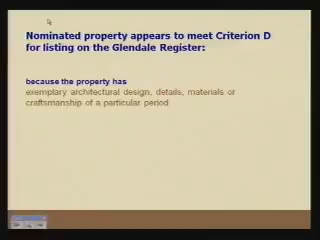 Nominated property appears to meet Criterion D
for listing on the Glendale Register:
because the property has
exemplary architectural design, details, materials or
craftsmanship of a particular period